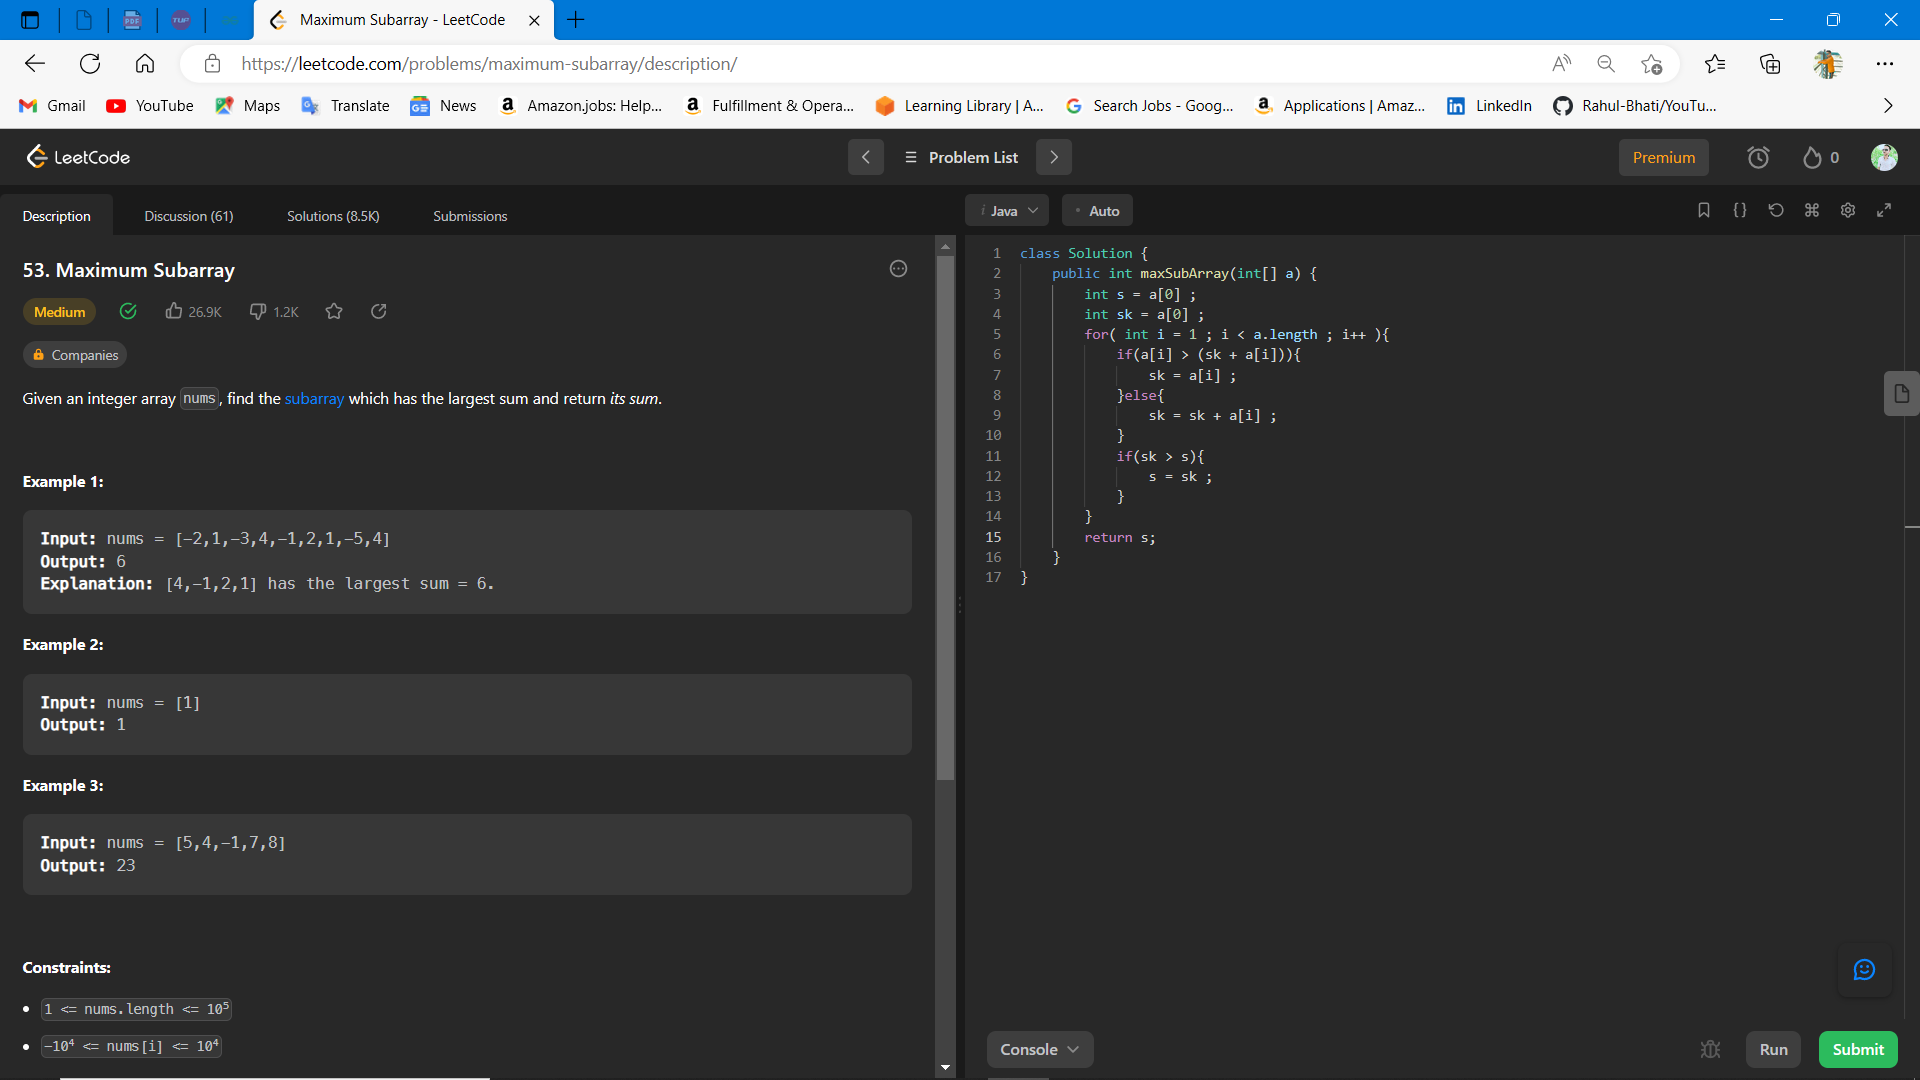 Maximum Subarray - LeetCode
https://leetcode.com/problems/maximum-subarray/description/
Gmail YouTube Maps Translate News Amazon.jobs: Help... Fulfillment & Opera... Learning Library | A... Search Jobs - Goog... Applications | Amaz... LinkedIn Rahul-Bhati/YouTu...
LeetCode Problem List Premium 0
Description Discussion (61) Solutions (8.5K) Submissions
53. Maximum Subarray
Medium 26.9K 1.2K
Companies
Given an integer array nums, find the subarray which has the largest sum and return its sum.
Example 1:
Input: nums = [-2,1,-3,4,-1,2,1,-5,4]
Output: 6
Explanation: [4,-1,2,1] has the largest sum = 6.
Example 2:
Input: nums = [1]
Output: 1
Example 3:
Input: nums = [5,4,-1,7,8]
Output: 23
Constraints:
• 1 <= nums.length <= 10⁵
• -10⁴ <= nums[i] <= 10⁴
i Java • Auto
1 class Solution {
2 public int maxSubArray(int[] a) {
3 int s = a[0] ;
4 int sk = a[0] ;
5 for( int i = 1 ; i < a.length ; i++ ){
6 if(a[i] > (sk + a[i])){
7 sk = a[i] ;
8 }else{
9 sk = sk + a[i] ;
10 }
11 if(sk > s){
12 s = sk ;
13 }
14 }
15 return s;
16 }
17 }
Console Run Submit